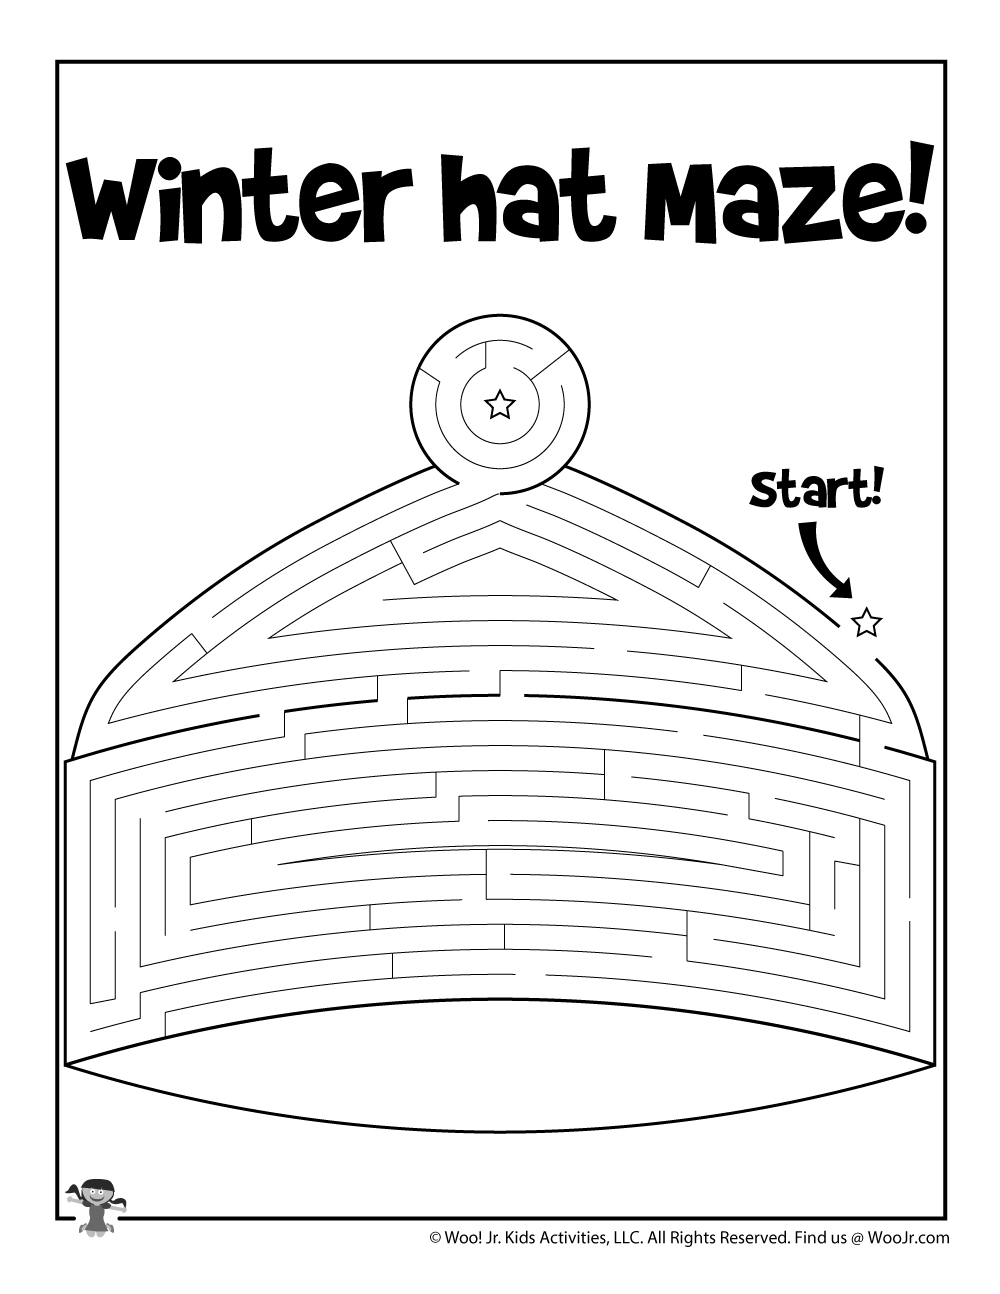 Winter hat Maze!
Start!
© Woo! Jr. Kids Activities, LLC. All Rights Reserved. Find us @ WooJr.com